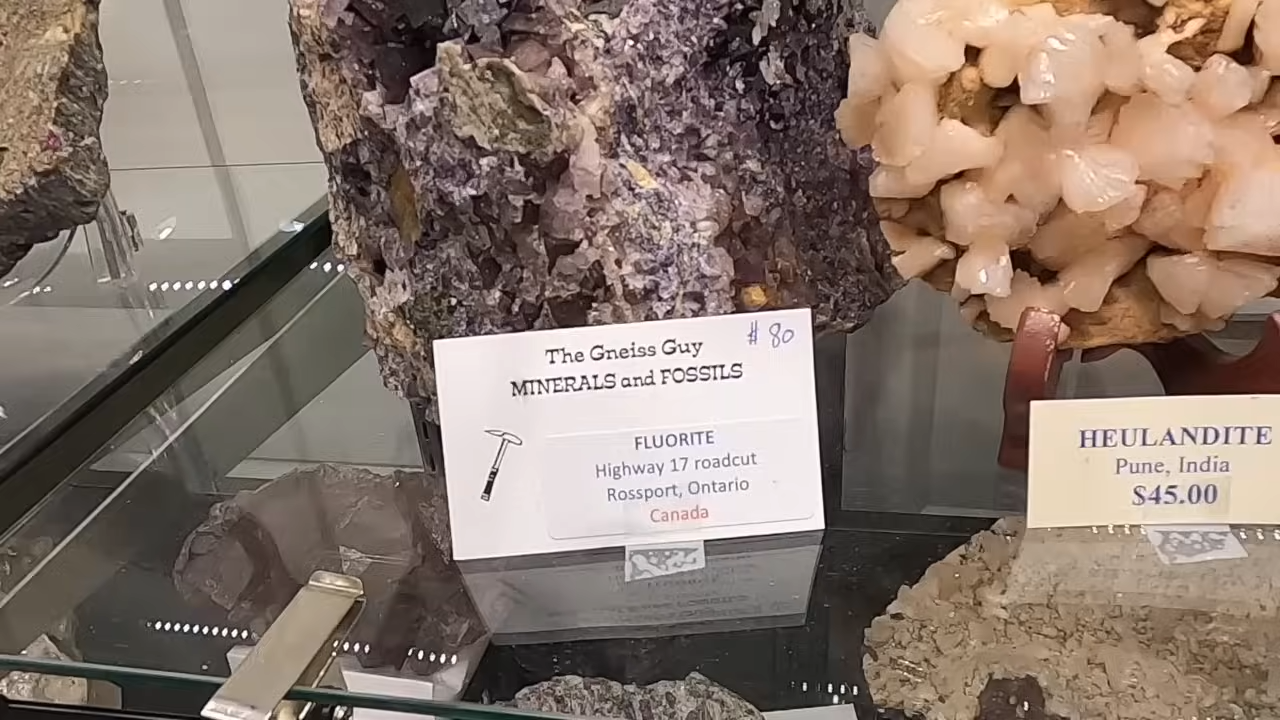 # 80
The Gneiss Guy
MINERALS and FOSSILS
FLUORITE
Highway 17 roadcut
Rossport, Ontario
Canada
HEULANDITE
Pune, India
$45.00